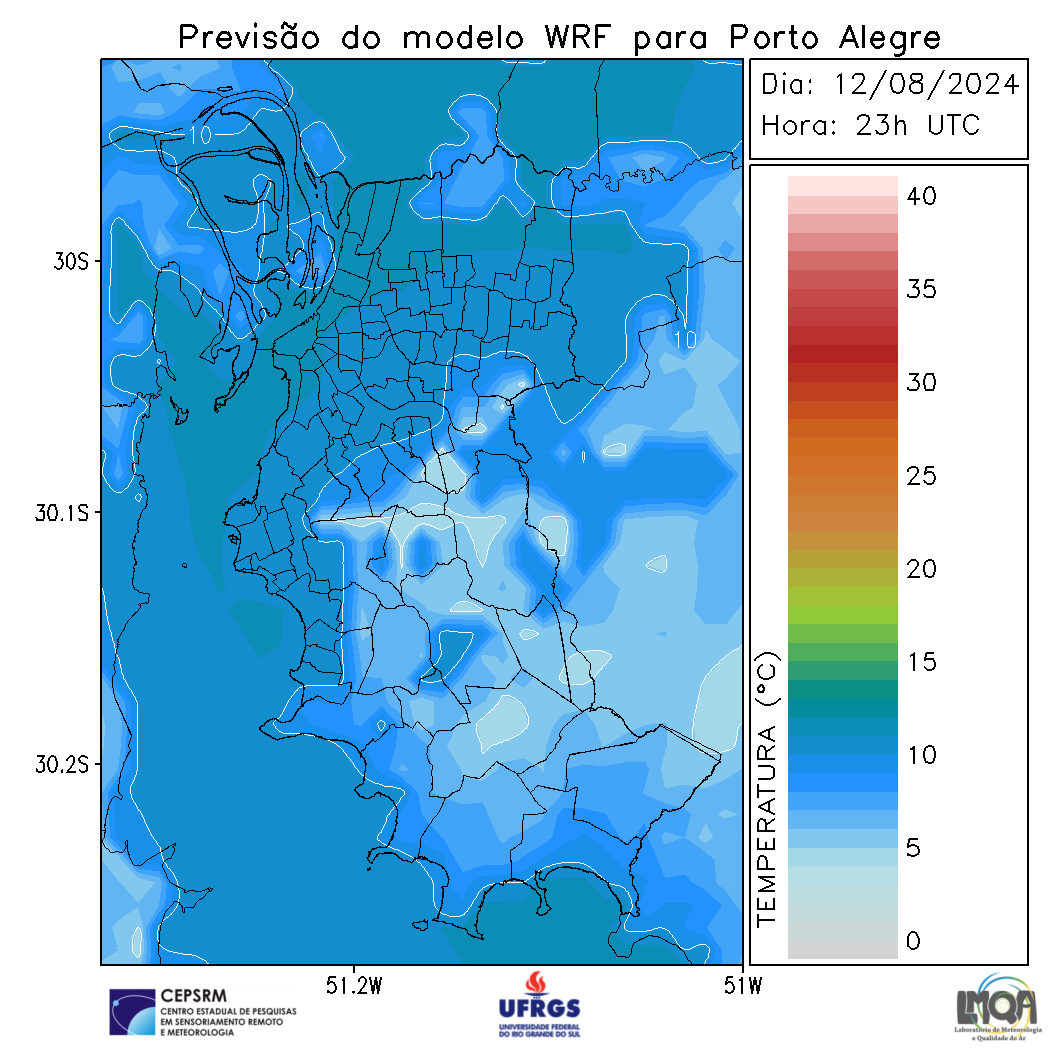 Previsão do modelo WRF para Porto Alegre
Dia: 12/08/2024
Hora: 23h UTC
10
30S
10
30.1S
30.2S
51.2W
51W
40
35
30
25
20
15
10
5
0
TEMPERATURA (°C)
CEPSRM
CENTRO ESTADUAL DE PESQUISAS
EM SENSORIAMENTO REMOTO
E METEOROLOGIA
UFRGS
UNIVERSIDADE FEDERAL
DO RIO GRANDE DO SUL
LMQA
Laboratório de Meteorologia
e Qualidade do Ar